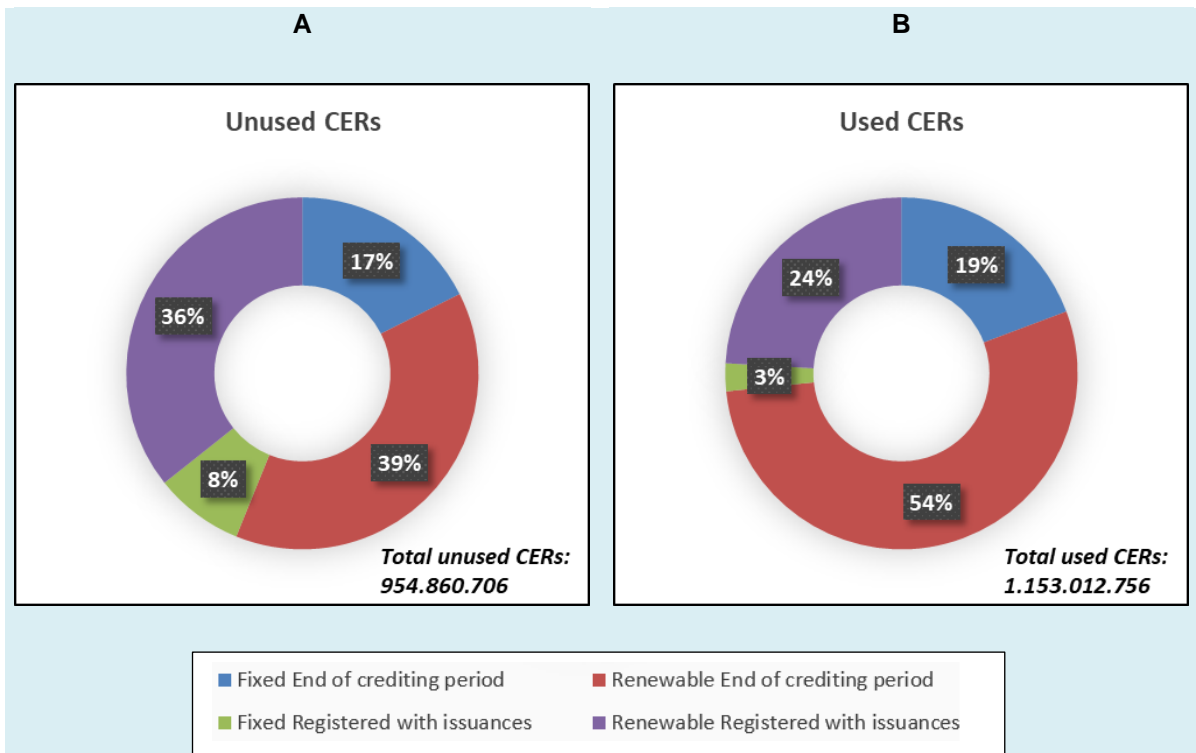 A
B
Unused CERs
17%
36%
39%
8%
Total unused CERs:
954.860.706
Used CERs
19%
24%
3%
54%
Total used CERs:
1.153.012.756
Fixed End of crediting period
Renewable End of crediting period
Fixed Registered with issuances
Renewable Registered with issuances